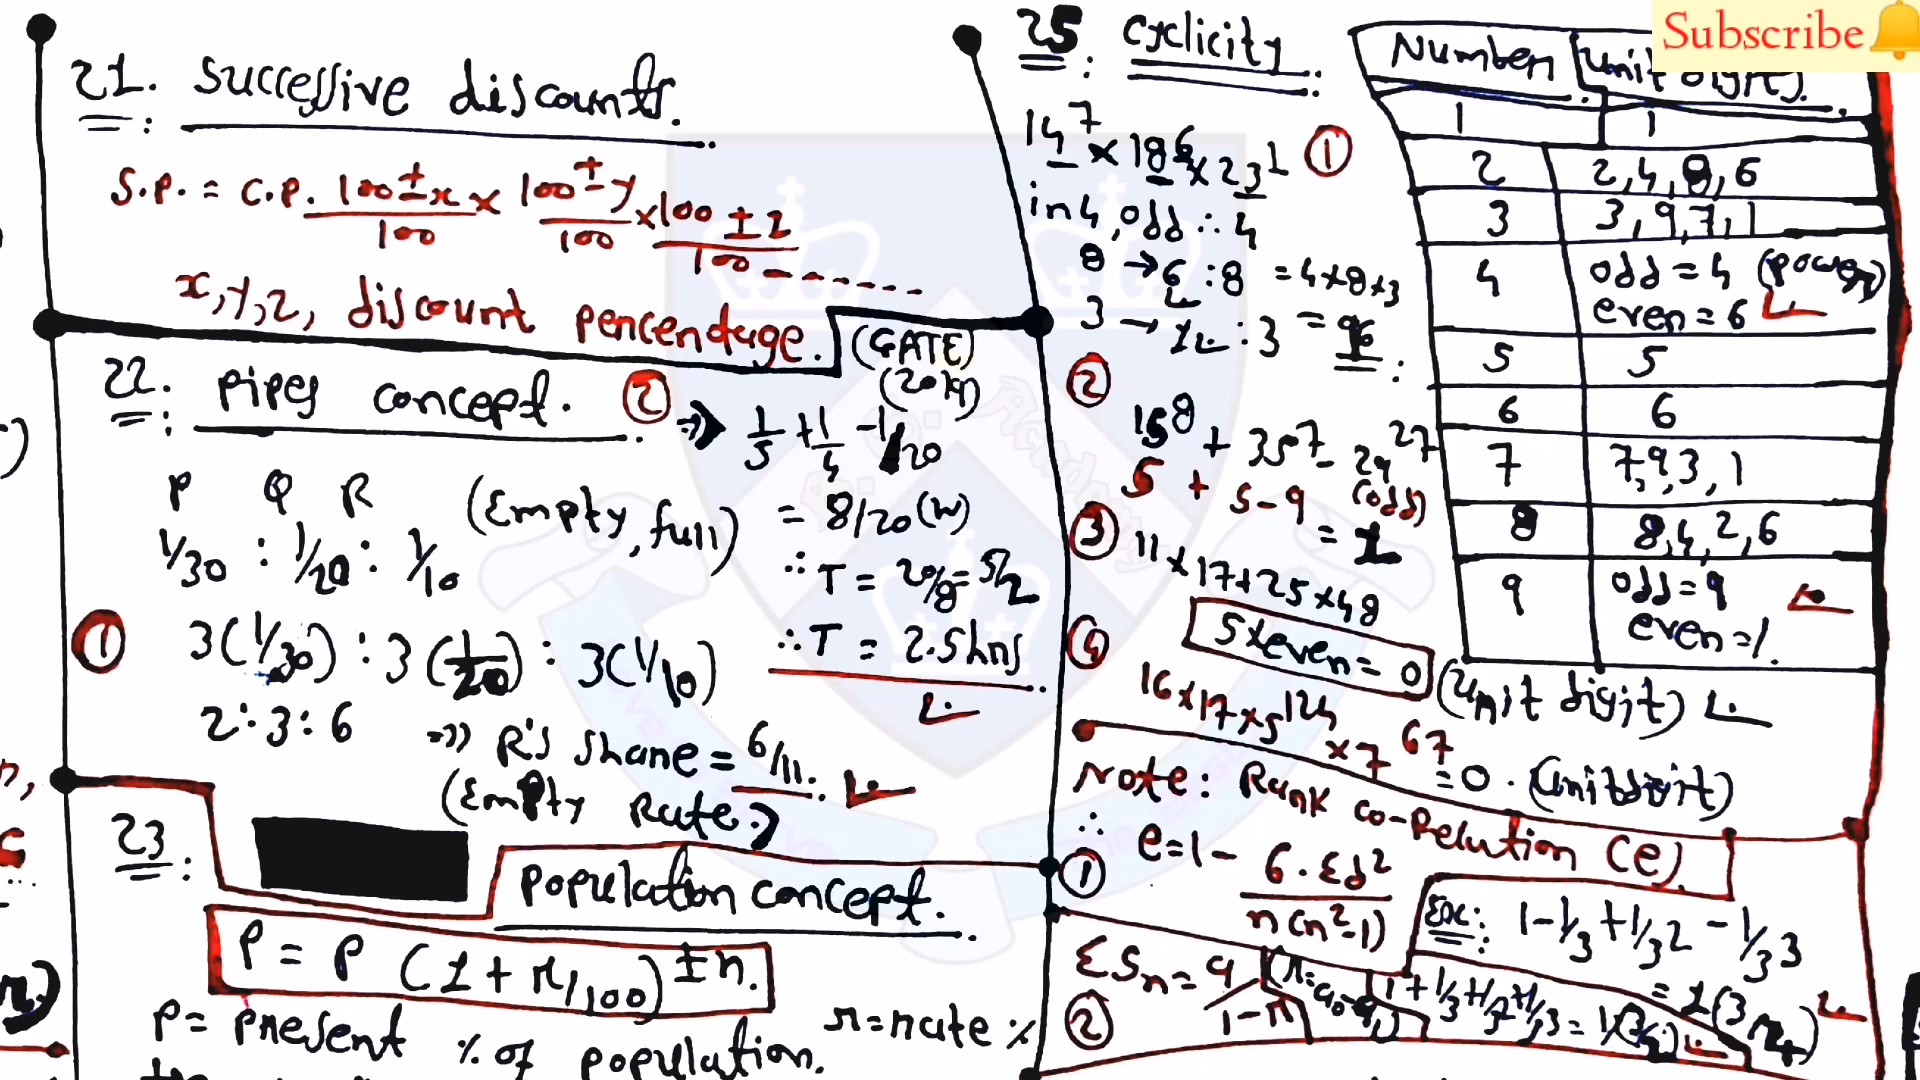 21. Successive discounts.
S.P. = C.P. 100 ± x / 100 × 100 ± y / 100 × 100 ± z / 100 -------
x, y, z, discount percentage.
22. Pipes concept.
P Q R (Empty, full)
1/30 : 1/20 : 1/10
① 3(1/30) : 3(1/20) : 3(1/10)
2 : 3 : 6 ⇒ R's share = 6/11.
(Empty Rate.)
② (GATE)
(20kq)
⇒ 1/5 + 1/4 - 1/20
= 8/20 (W)
∴ T = 20/8 = 5/2
∴ T = 2.5 hrs
23. Population concept.
P = P (1 + r/100) ± n.
P = Present % of population. r = rate %
25. Cyclicity.
① 14^7 × 186 × 23^1
in 4, odd ∴ 4
8 → 6 : 8 = 4×8×3
3 → 1 : 3 = 96
② 158 + 35^7 - 29^27
5 + 5 - 9 (odd)
= 1
③ 11 × 17 + 25 × 48
5 × even = 0 (unit digit)
④ 16 × 17 × 5^124 × 7^67 = 0. (unit digit)
Number Unit digit).
1 1
2 2, 4, 8, 6
3 3, 9, 7, 1
4 odd = 4 (power)
even = 6
5 5
6 6
7 7, 9, 3, 1
8 8, 4, 2, 6
9 odd = 9
even = 1.
Note: Rank co-Relation (e).
① ∴ e = 1 - 6.Σd² / n(n²-1)
② ΣSn = a / 1-r
Ex: 1 - 1/3 + 1/3² - 1/33
Subscribe